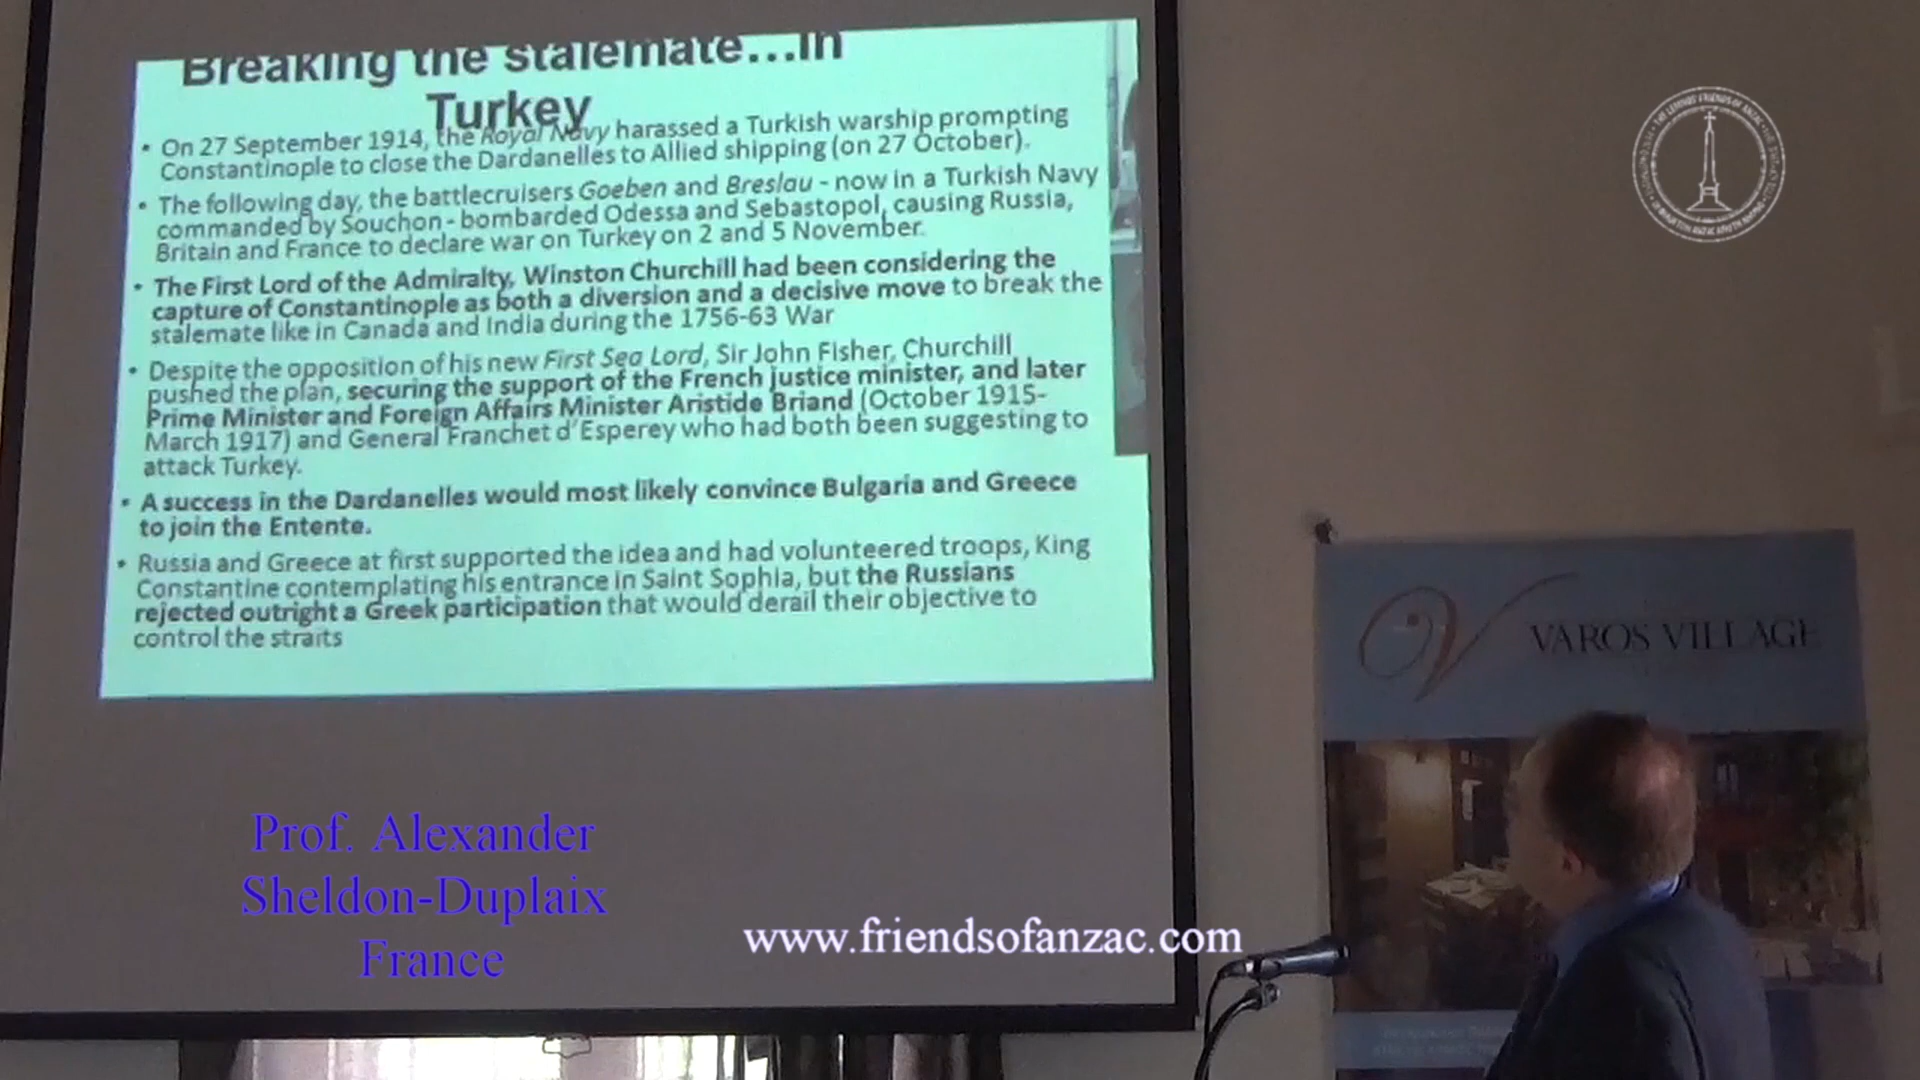 Breaking the stalemate...in
Turkey
• On 27 September 1914, the Royal Navy harassed a Turkish warship prompting
Constantinople to close the Dardanelles to Allied shipping (on 27 October).
• The following day, the battlecruisers Goeben and Breslau - now in a Turkish Navy
commanded by Souchon - bombarded Odessa and Sebastopol, causing Russia,
Britain and France to declare war on Turkey on 2 and 5 November.
• The First Lord of the Admiralty, Winston Churchill had been considering the
capture of Constantinople as both a diversion and a decisive move to break the
stalemate like in Canada and India during the 1756-63 War
• Despite the opposition of his new First Sea Lord, Sir John Fisher, Churchill
pushed the plan, securing the support of the French justice minister, and later
Prime Minister and Foreign Affairs Minister Aristide Briand (October 1915-
March 1917) and General Franchet d'Esperey who had both been suggesting to
attack Turkey.
• A success in the Dardanelles would most likely convince Bulgaria and Greece
to join the Entente.
• Russia and Greece at first supported the idea and had volunteered troops, King
Constantine contemplating his entrance in Saint Sophia, but the Russians
rejected outright a Greek participation that would derail their objective to
control the straits
V VAROS VILLAGE
Prof. Alexander
Sheldon-Duplaix
France
www.friendsofanzac.com